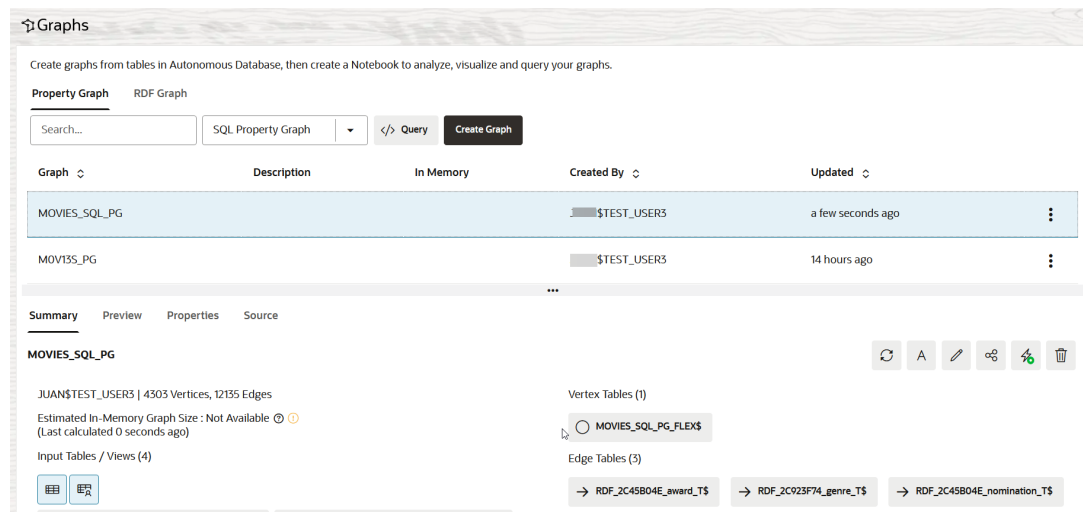 Graphs
Create graphs from tables in Autonomous Database, then create a Notebook to analyze, visualize and query your graphs.
Property Graph RDF Graph
Search... SQL Property Graph </> Query Create Graph
Graph Description In Memory Created By Updated
MOVIES_SQL_PG $TEST_USER3 a few seconds ago
M0V13S_PG $TEST_USER3 14 hours ago
Summary Preview Properties Source
MOVIES_SQL_PG A
JUAN$TEST_USER3 | 4303 Vertices, 12135 Edges Vertex Tables (1)
Estimated In-Memory Graph Size : Not Available
(Last calculated 0 seconds ago) MOVIES_SQL_PG_FLEX$
Input Tables / Views (4) Edge Tables (3)
RDF_2C45B04E_award_T$ RDF_2C923F74_genre_T$ RDF_2C45B04E_nomination_T$